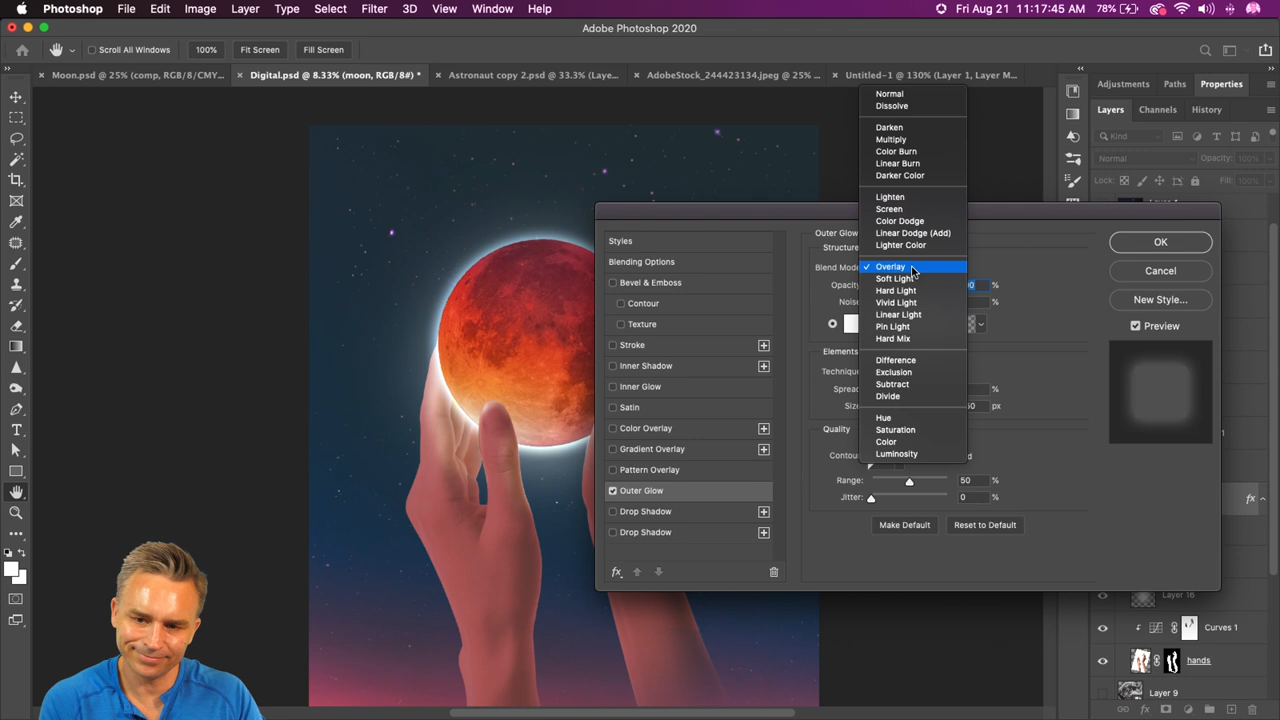 Photoshop File Edit Image Layer Type Select Filter 3D View Window Help 78% Fri Aug 21 11:17:45 AM
Adobe Photoshop 2020
Scroll All Windows 100% Fit Screen Fill Screen
Moon.psd @ 25% (comp, RGB/8/CMY...
Digital.psd @ 8.33% (moon, RGB/8#) *
Astronaut copy 2.psd @ 33.3% (Laye...
AdobeStock_244423134.jpeg @ 25% ...
Untitled-1 @ 130% (Layer 1, Layer M...
Normal
Dissolve
Darken
Multiply
Color Burn
Linear Burn
Darker Color
Lighten
Screen
Color Dodge
Linear Dodge (Add)
Lighter Color
✓ Overlay
Soft Light
Hard Light
Vivid Light
Linear Light
Pin Light
Hard Mix
Difference
Exclusion
Subtract
Divide
Hue
Saturation
Color
Luminosity
Styles
Blending Options
Bevel & Emboss
Contour
Texture
Stroke
Inner Shadow
Inner Glow
Satin
Color Overlay
Gradient Overlay
Pattern Overlay
Outer Glow
Drop Shadow
Drop Shadow
fx
Outer Glow
Structure
Blend Mode
Opacity %
Noise %
Elements
Technique
Spread %
Size px
Quality
Contour
Range: 50 %
Jitter: 0 %
Make Default Reset to Default
OK
Cancel
New Style...
Preview
Adjustments Paths Properties
Layers Channels History
Kind
Normal Opacity: 100%
Lock: Fill: 100%
fx
Layer 16
Curves 1
hands
Layer 9
fx